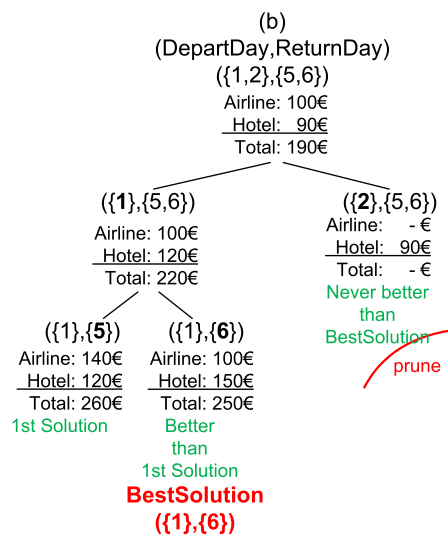 (b)
(DepartDay,ReturnDay)
({1,2},{5,6})
Airline: 100€
Hotel: 90€
Total: 190€
({1},{5,6})
Airline: 100€
Hotel: 120€
Total: 220€
({2},{5,6})
Airline: - €
Hotel: 90€
Total: - €
Never better
than
BestSolution
prune
({1},{5})
Airline: 140€
Hotel: 120€
Total: 260€
1st Solution
({1},{6})
Airline: 100€
Hotel: 150€
Total: 250€
Better
than
1st Solution
BestSolution
({1},{6})